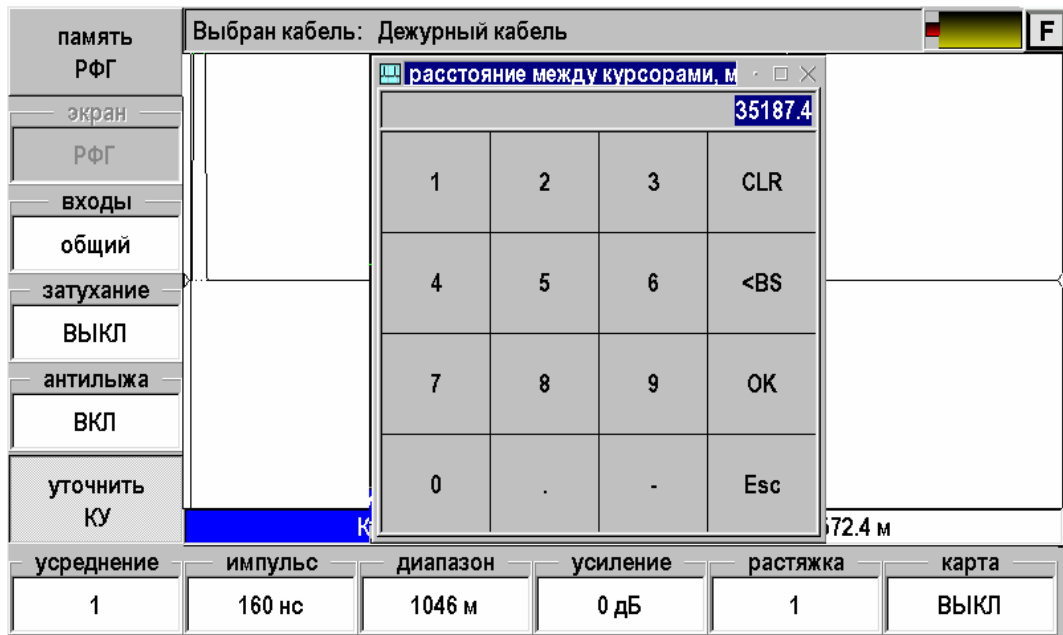 память
РФГ
Выбран кабель: Дежурный кабель
F
экран
РФГ
входы
общий
затухание
ВЫКЛ
антилыжа
ВКЛ
уточнить
КУ
расстояние между курсорами, м
35187.4
1 2 3 CLR
4 5 6 <BS
7 8 9 OK
0 . - Esc
К
572.4 м
усреднение
1
импульс
160 нс
диапазон
1046 м
усиление
0 дБ
растяжка
1
карта
ВЫКЛ